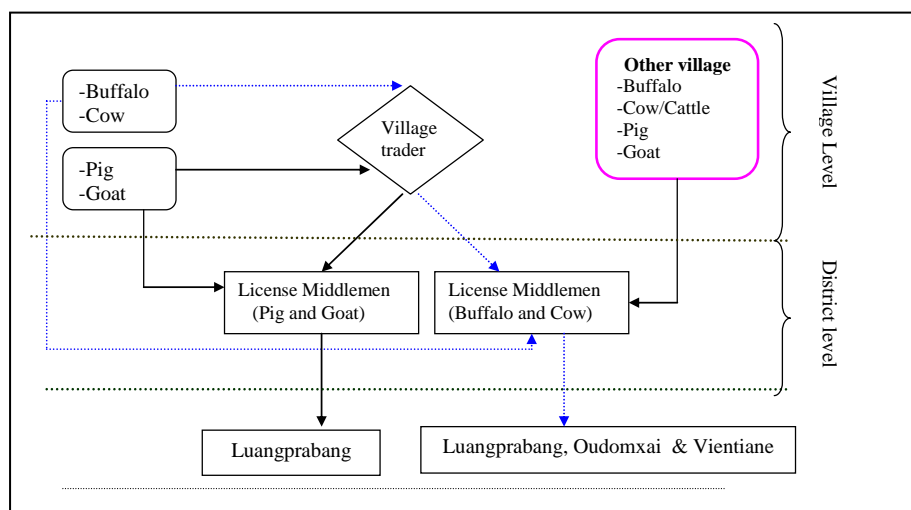 -Buffalo
-Cow
-Pig
-Goat
Village
trader
Other village
-Buffalo
-Cow/Cattle
-Pig
-Goat
Village Level
License Middlemen
(Pig and Goat)
License Middlemen
(Buffalo and Cow)
District level
Luangprabang
Luangprabang, Oudomxai & Vientiane